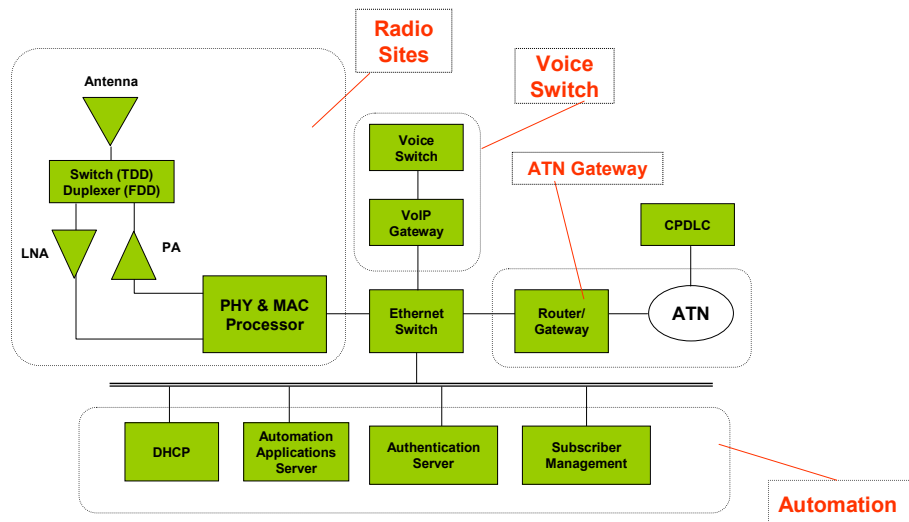 Radio
Sites
Voice
Switch
Antenna
Voice
Switch
ATN Gateway
Switch (TDD)
Duplexer (FDD)
VoIP
Gateway
CPDLC
LNA
PA
PHY & MAC
Processor
Ethernet
Switch
Router/
Gateway
ATN
DHCP
Automation
Applications
Server
Authentication
Server
Subscriber
Management
Automation